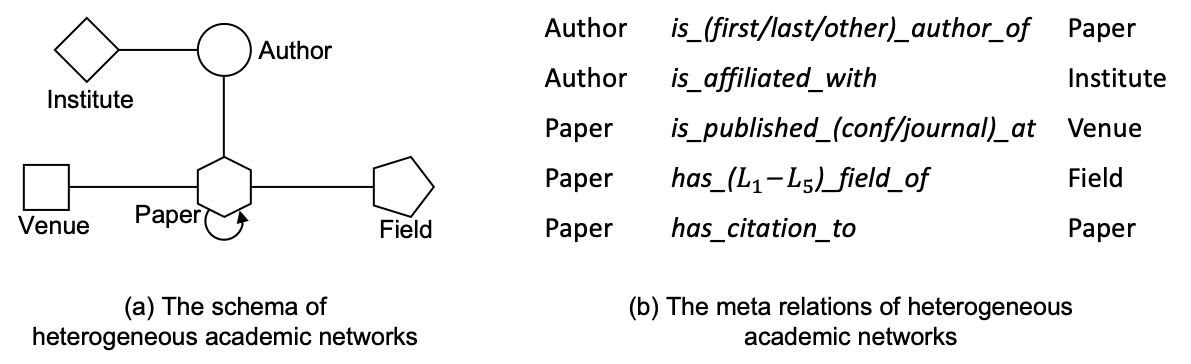 Institute
Author
Venue
Paper
Field
(a) The schema of
heterogeneous academic networks
Author is_(first/last/other)_author_of Paper
Author is_affiliated_with Institute
Paper is_published_(conf/journal)_at Venue
Paper has_(L₁−L₅)_field_of Field
Paper has_citation_to Paper
(b) The meta relations of heterogeneous
academic networks